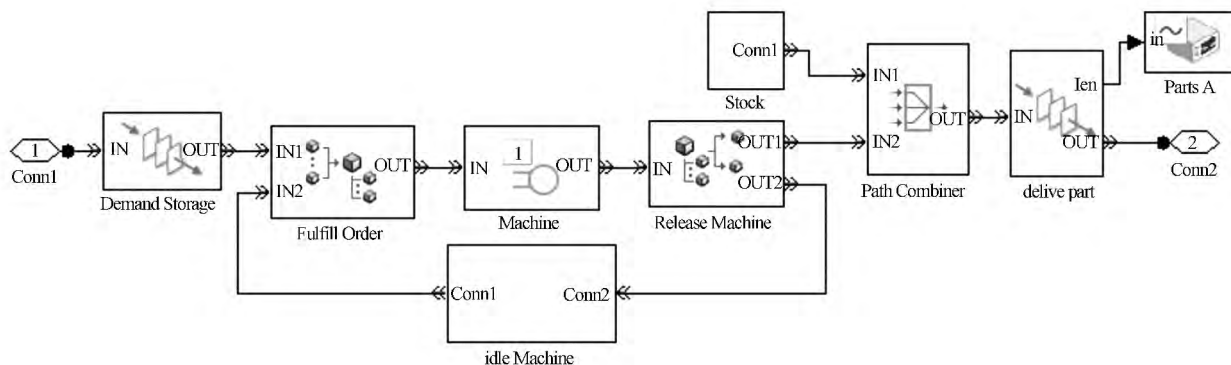 1
Conn1
IN
OUT
Demand Storage
IN1
IN2
OUT
Fulfill Order
IN
1
OUT
Machine
IN
OUT1
OUT2
Release Machine
Conn1
Conn2
idle Machine
Conn1
Stock
IN1
IN2
OUT
Path Combiner
IN
Ien
OUT
delive part
in
Parts A
2
Conn2